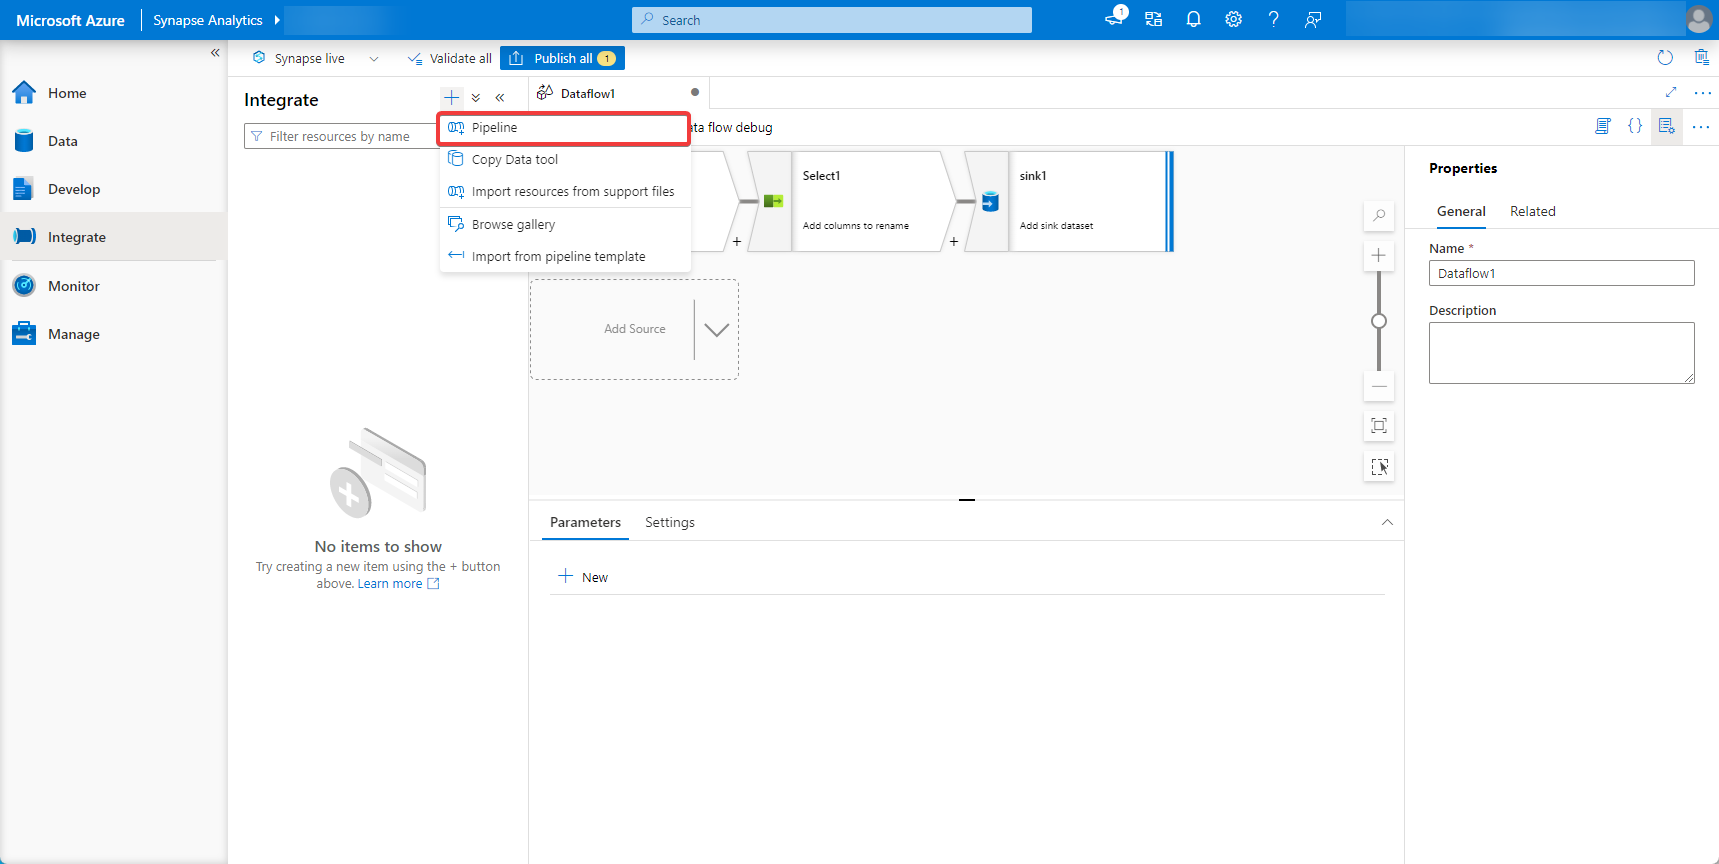 Microsoft Azure
Synapse Analytics
Search
1
Synapse live
Validate all
Publish all
1
Home
Data
Develop
Integrate
Monitor
Manage
Integrate
Filter resources by name
Pipeline
Copy Data tool
Import resources from support files
Browse gallery
Import from pipeline template
No items to show
Try creating a new item using the + button
above. Learn more
Dataflow1
ata flow debug
Select1
Add columns to rename
+
sink1
Add sink dataset
+
Add Source
Parameters
Settings
New
Properties
General
Related
Name *
Dataflow1
Description